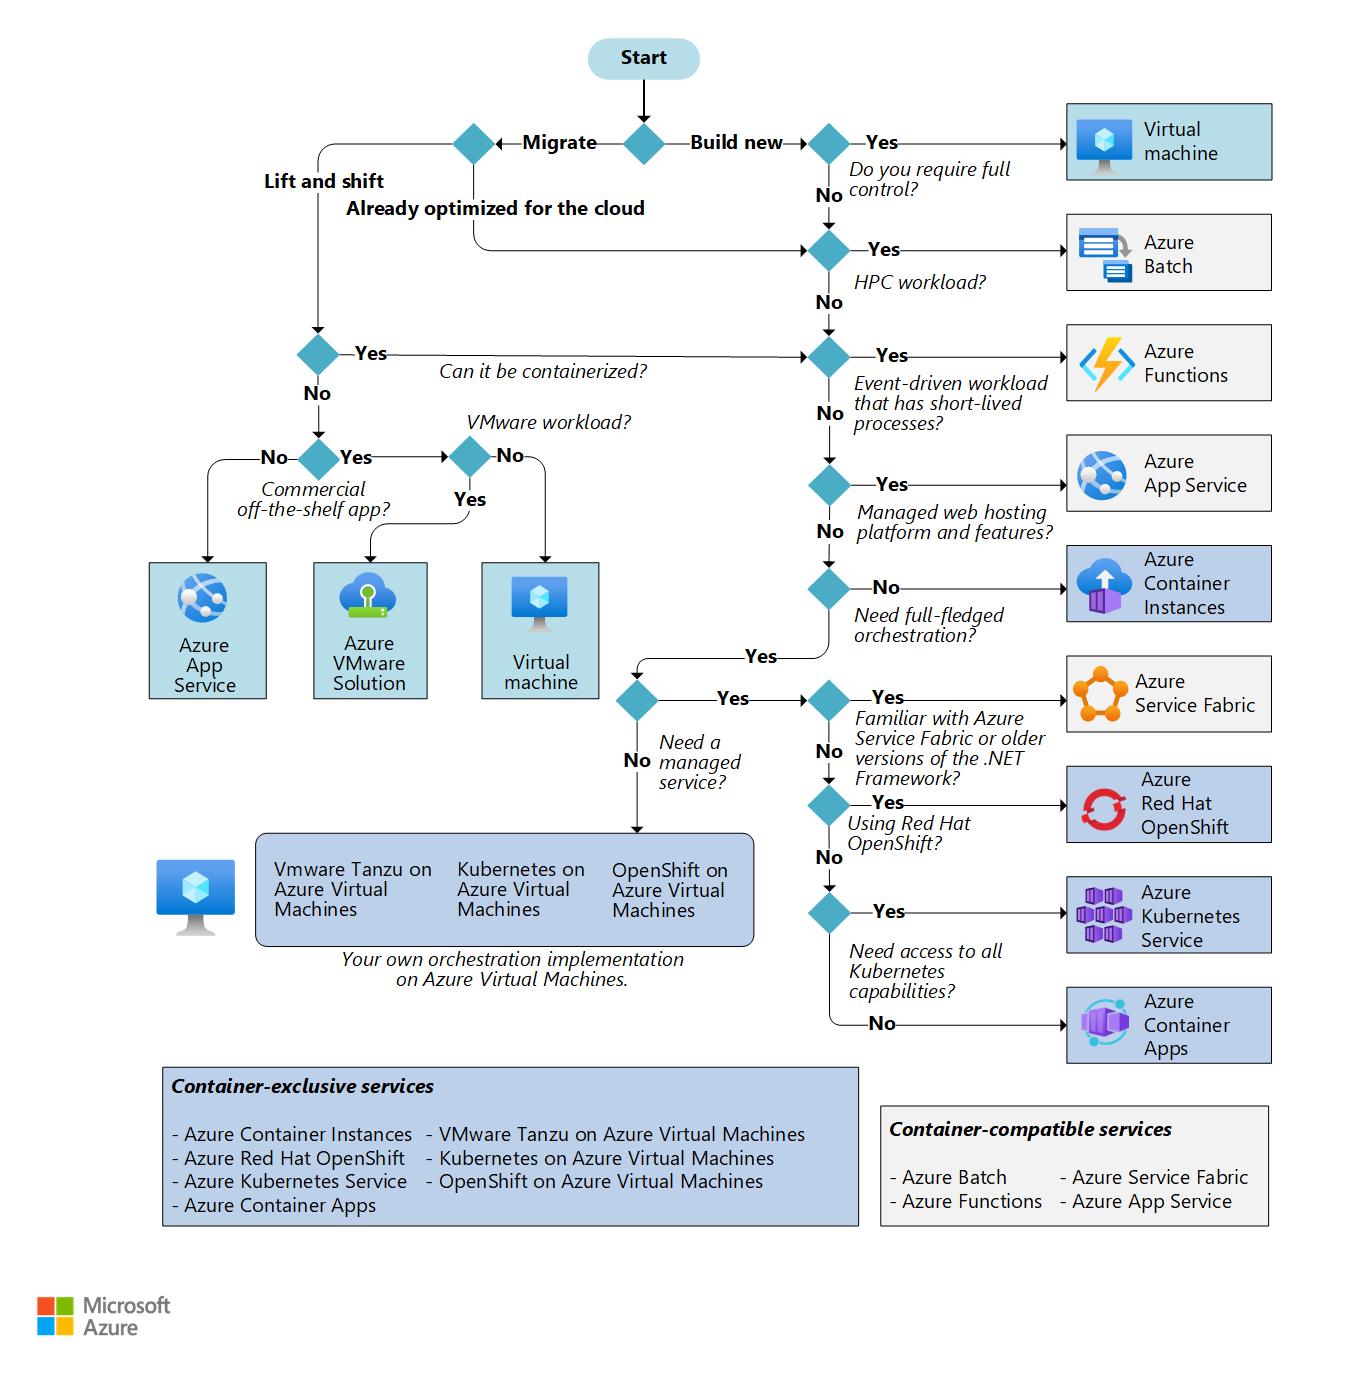 Start
Migrate
Build new
Yes
Do you require full
control?
No
Virtual
machine
Lift and shift
Already optimized for the cloud
Yes
HPC workload?
No
Azure
Batch
Yes
Can it be containerized?
No
Yes
Event-driven workload
that has short-lived
processes?
No
Azure
Functions
VMware workload?
No
Yes
Commercial
off-the-shelf app?
No
Yes
Yes
Managed web hosting
platform and features?
No
Azure
App Service
Azure
App
Service
Azure
VMware
Solution
Virtual
machine
No
Need full-fledged
orchestration?
Yes
Azure
Container
Instances
Yes
Need a
managed
service?
No
Yes
Familiar with Azure
Service Fabric or older
versions of the .NET
Framework?
No
Azure
Service Fabric
Yes
Using Red Hat
OpenShift?
No
Azure
Red Hat
OpenShift
Vmware Tanzu on
Azure Virtual
Machines
Kubernetes on
Azure Virtual
Machines
OpenShift on
Azure Virtual
Machines
Your own orchestration implementation
on Azure Virtual Machines.
Yes
Need access to all
Kubernetes
capabilities?
No
Azure
Kubernetes
Service
Azure
Container
Apps
Container-exclusive services
- Azure Container Instances
- Azure Red Hat OpenShift
- Azure Kubernetes Service
- Azure Container Apps
- VMware Tanzu on Azure Virtual Machines
- Kubernetes on Azure Virtual Machines
- OpenShift on Azure Virtual Machines
Container-compatible services
- Azure Batch
- Azure Functions
- Azure Service Fabric
- Azure App Service
Microsoft
Azure